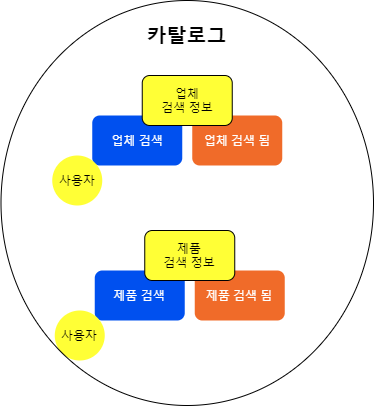 카탈로그
업체
검색 정보
업체 검색
업체 검색 됨
사용자
제품
검색 정보
제품 검색
제품 검색 됨
사용자